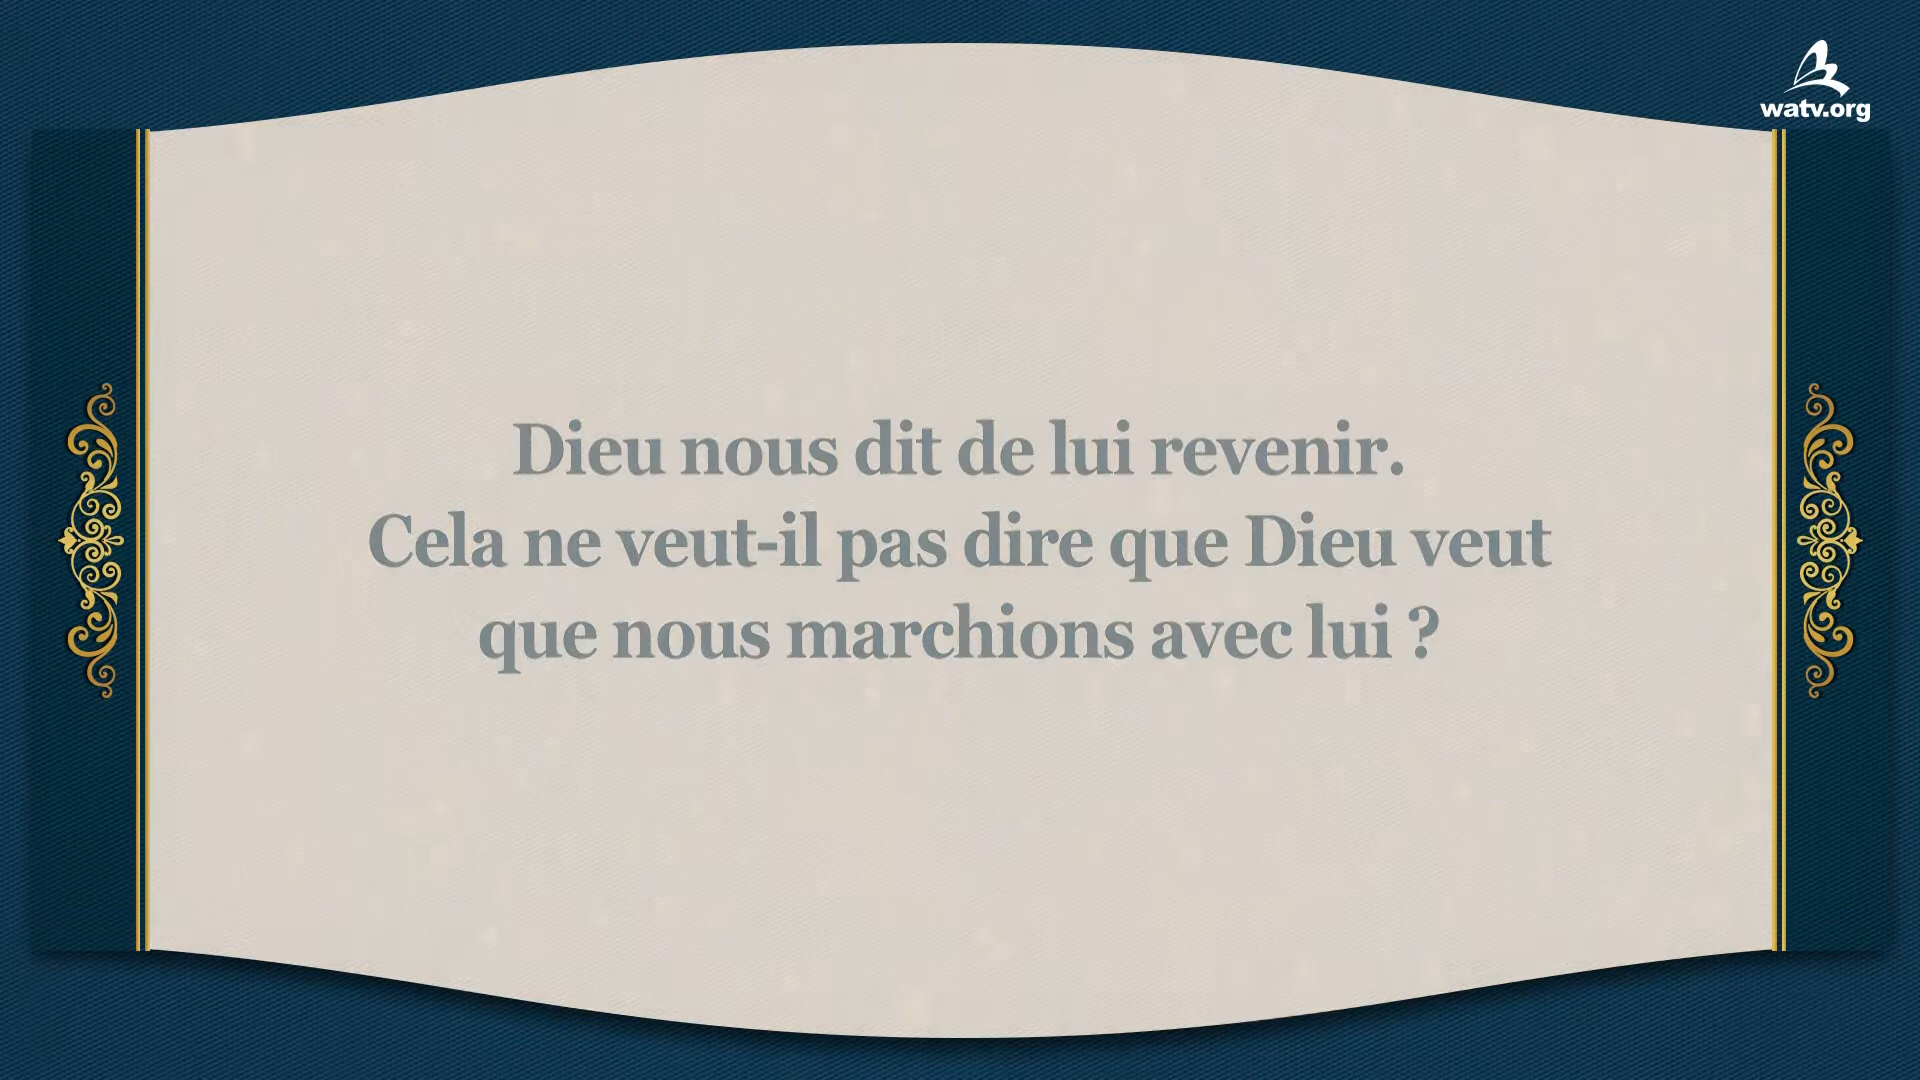 watv.org
Dieu nous dit de lui revenir.
Cela ne veut-il pas dire que Dieu veut
que nous marchions avec lui ?